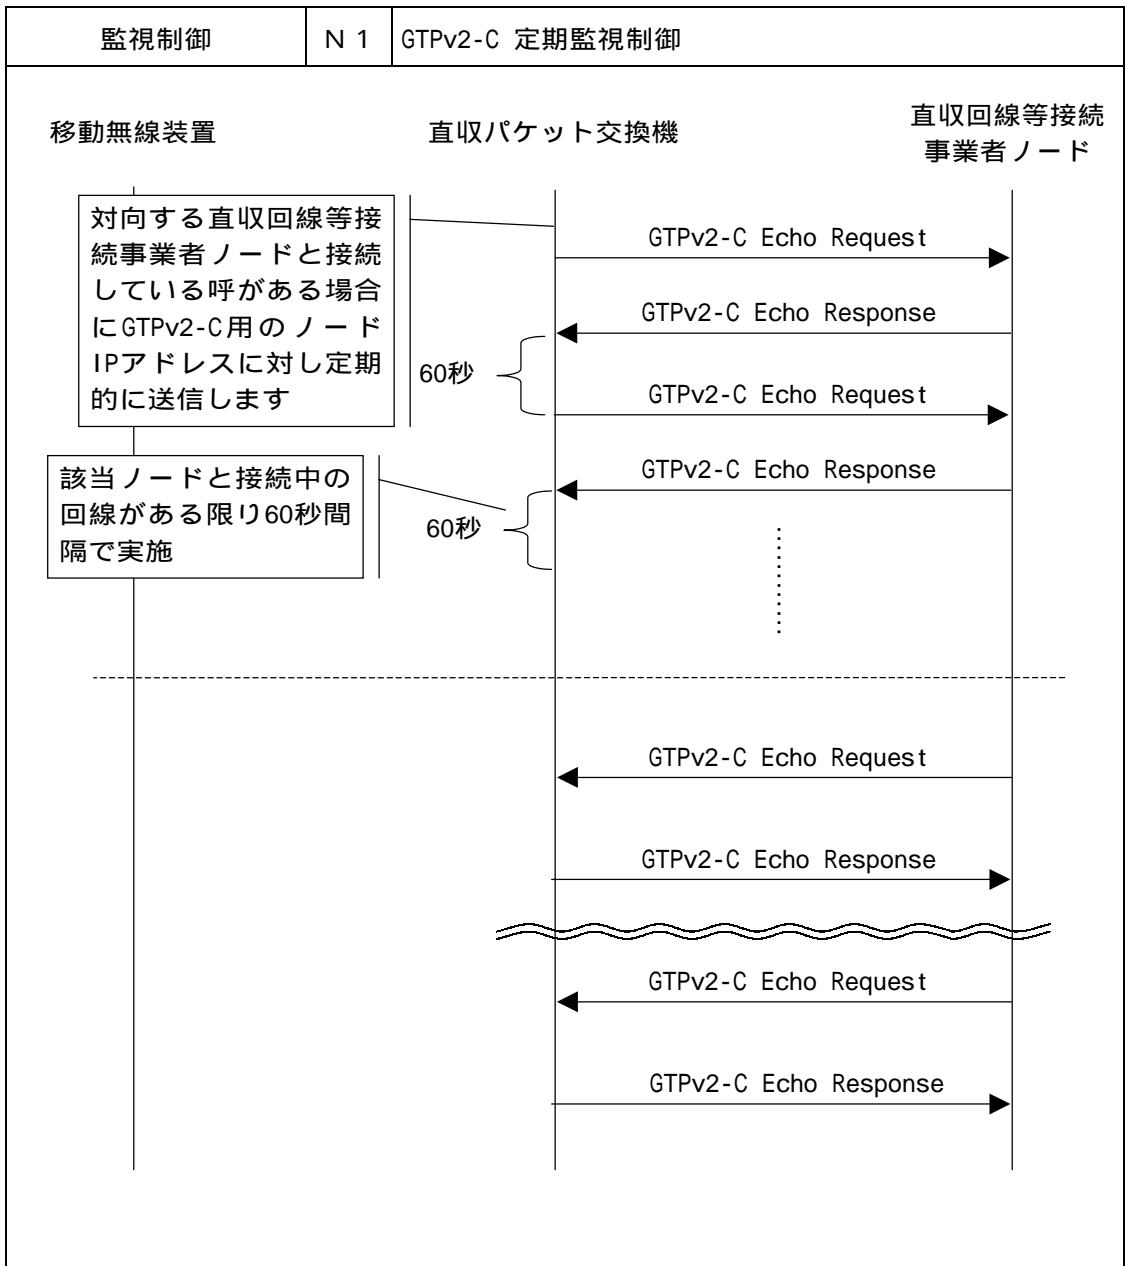 監視制御
N 1
GTPv2-C 定期監視制御
移動無線装置
直収パケット交換機
直収回線等接続
事業者ノード
対向する直収回線等接
続事業者ノードと接続
している呼がある場合
にGTPv2-C用のノード
IPアドレスに対し定期
的に送信します
GTPv2-C Echo Request
GTPv2-C Echo Response
60秒
GTPv2-C Echo Request
該当ノードと接続中の
回線がある限り60秒間
隔で実施
GTPv2-C Echo Response
60秒
GTPv2-C Echo Request
GTPv2-C Echo Response
GTPv2-C Echo Request
GTPv2-C Echo Response